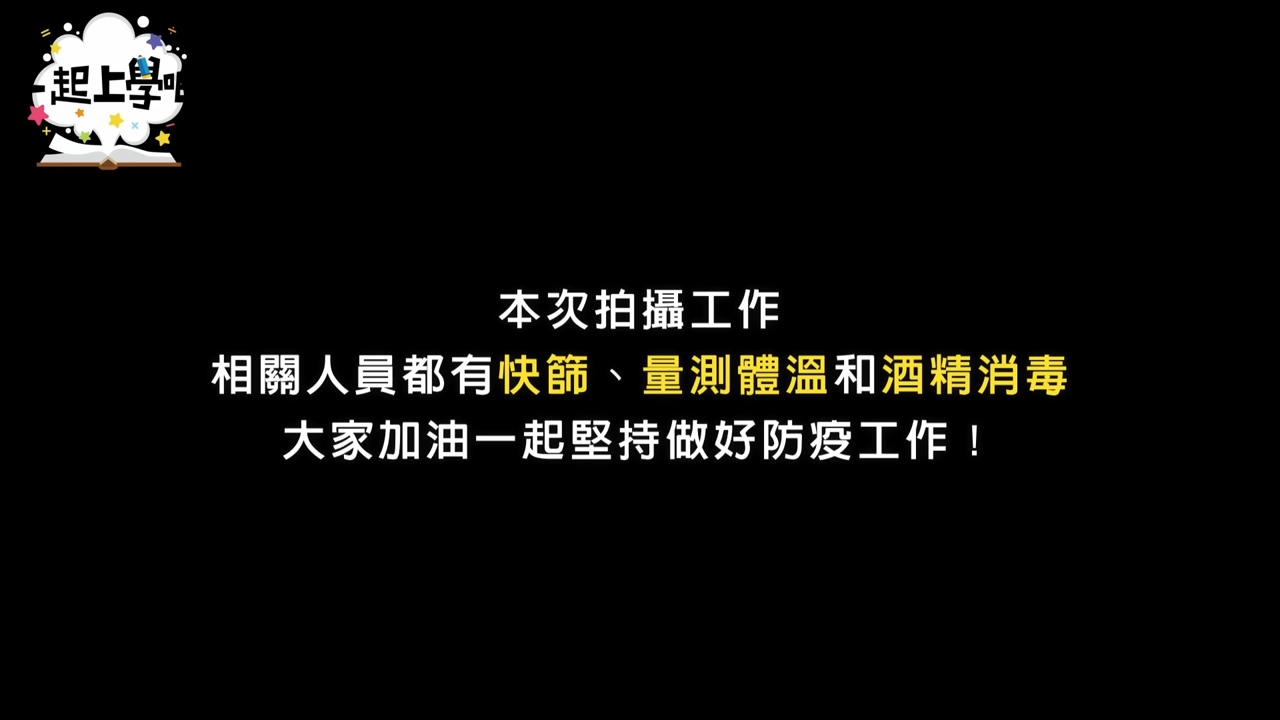 一起上學吧
本次拍攝工作
相關人員都有快篩、量測體溫和酒精消毒
大家加油一起堅持做好防疫工作！